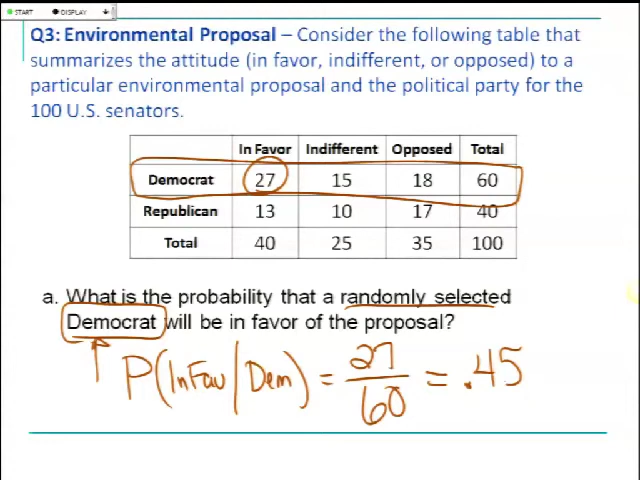 START DISPLAY
Q3: Environmental Proposal – Consider the following table that
summarizes the attitude (in favor, indifferent, or opposed) to a
particular environmental proposal and the political party for the
100 U.S. senators.
In Favor Indifferent Opposed Total
Democrat 27 15 18 60
Republican 13 10 17 40
Total 40 25 35 100
a. What is the probability that a randomly selected
Democrat will be in favor of the proposal?
P(InFav|Dem) = 27/60 = .45